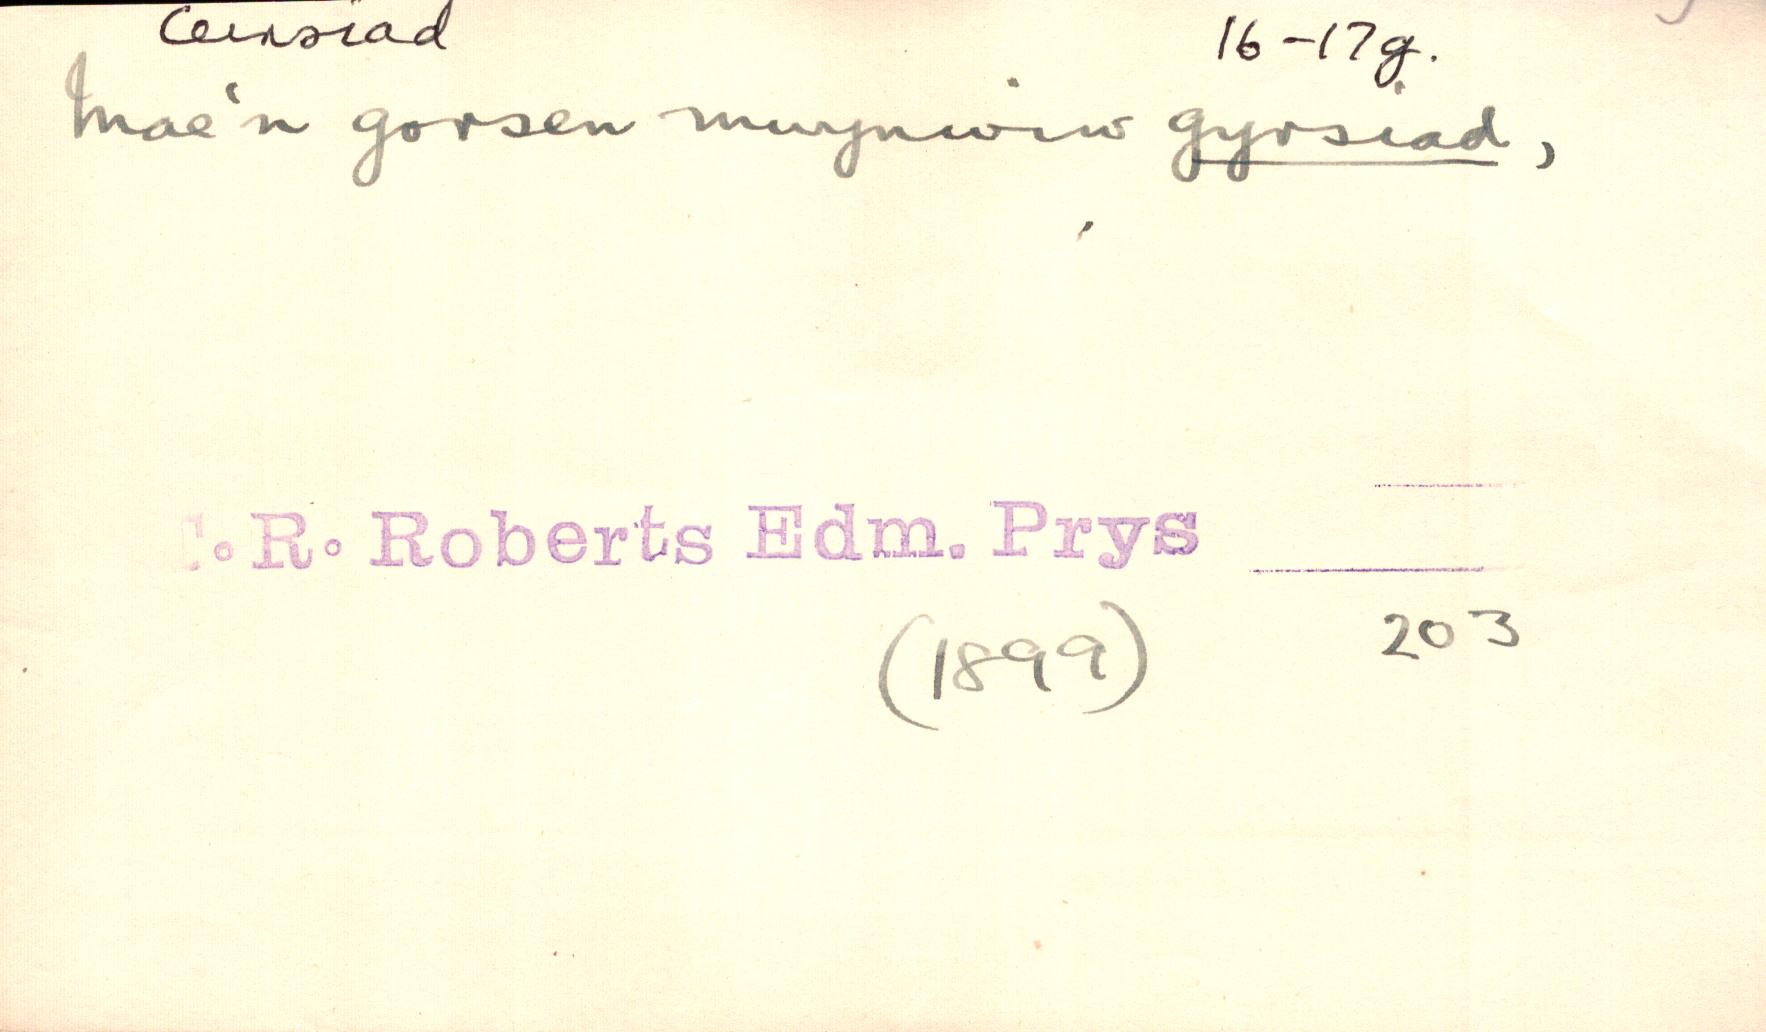 Ceirsiad 16-17g.
Mae'n gorsen mwynwiw gyrsiad,
.R. Roberts Edm. Prys
(1899) 203